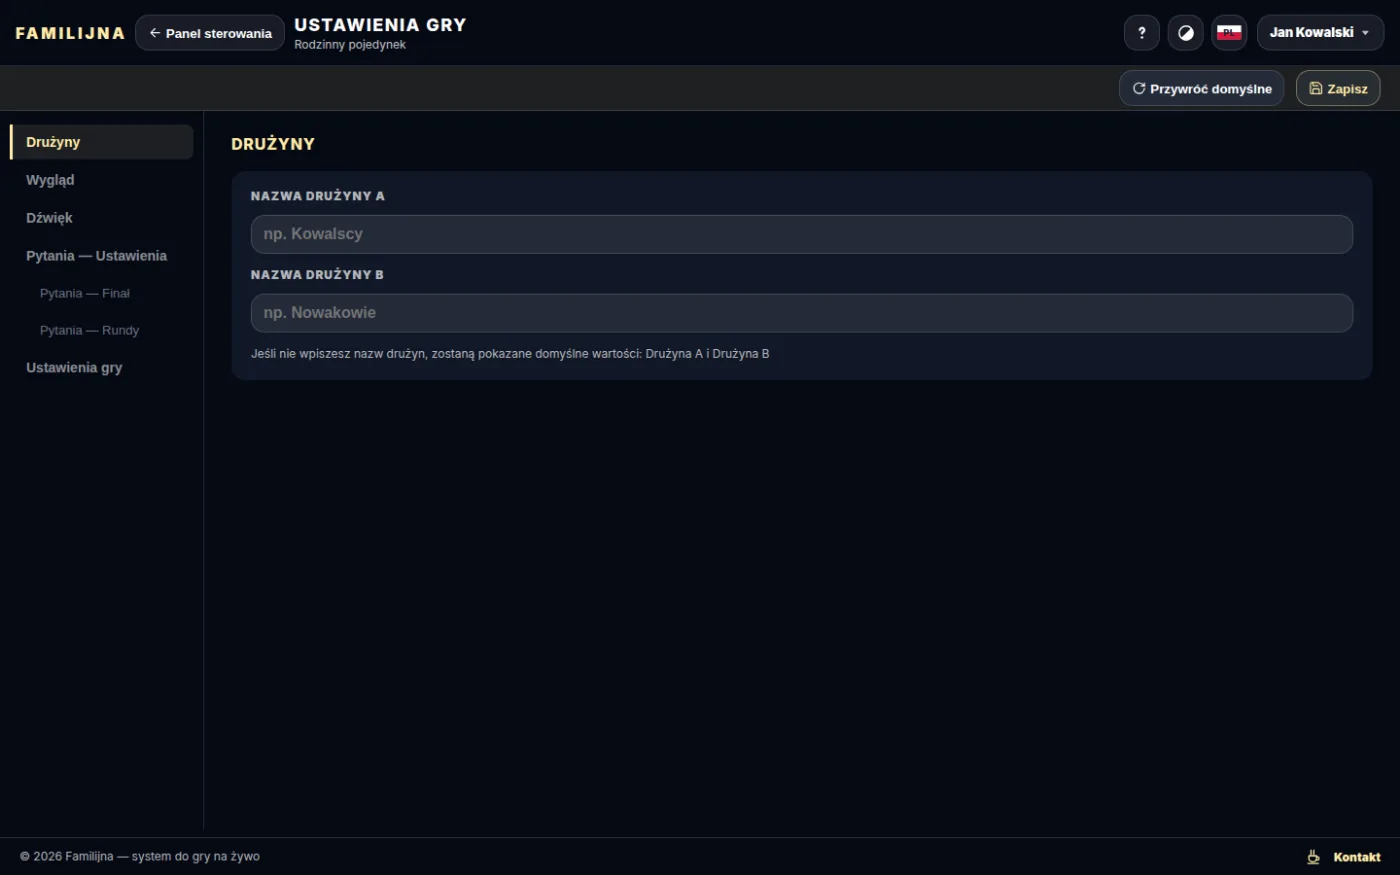 FAMILIJNA
← Panel sterowania
USTAWIENIA GRY
Rodzinny pojedynek
?
PL
Jan Kowalski
Przywróć domyślne
Zapisz
Drużyny
Wygląd
Dźwięk
Pytania — Ustawienia
Pytania — Finał
Pytania — Rundy
Ustawienia gry
DRUŻYNY
NAZWA DRUŻYNY A
np. Kowalscy
NAZWA DRUŻYNY B
np. Nowakowie
Jeśli nie wpiszesz nazw drużyn, zostaną pokazane domyślne wartości: Drużyna A i Drużyna B
© 2026 Familijna — system do gry na żywo
Kontakt